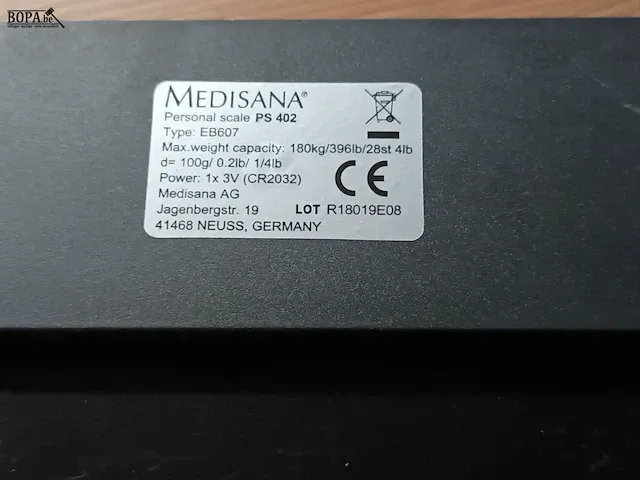 BOPA.be
MEDISANA®
Personal scale PS 402
Type: EB607
Max.weight capacity: 180kg/396lb/28st 4lb
d= 100g/ 0.2lb/ 1/4lb
Power: 1x 3V (CR2032)
CE
Medisana AG
Jagenbergstr. 19
LOT R18019E08
41468 NEUSS, GERMANY